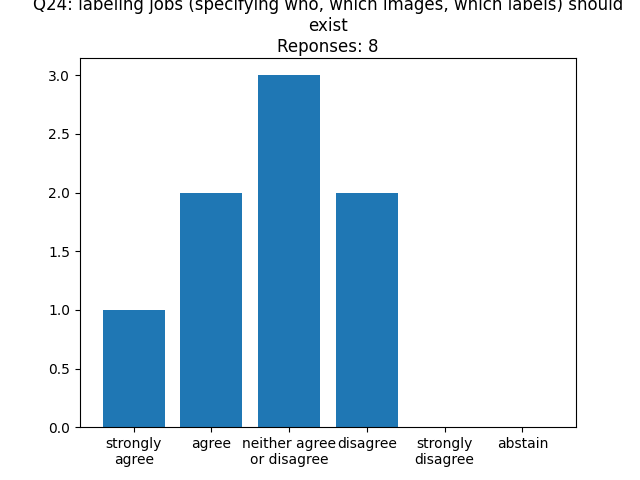 Q24: labeling jobs (specifying who, which images, which labels) should
exist
Reponses: 8
3.0
2.5
2.0
1.5
1.0
0.5
0.0
strongly agree neither agree disagree strongly abstain
agree or disagree disagree